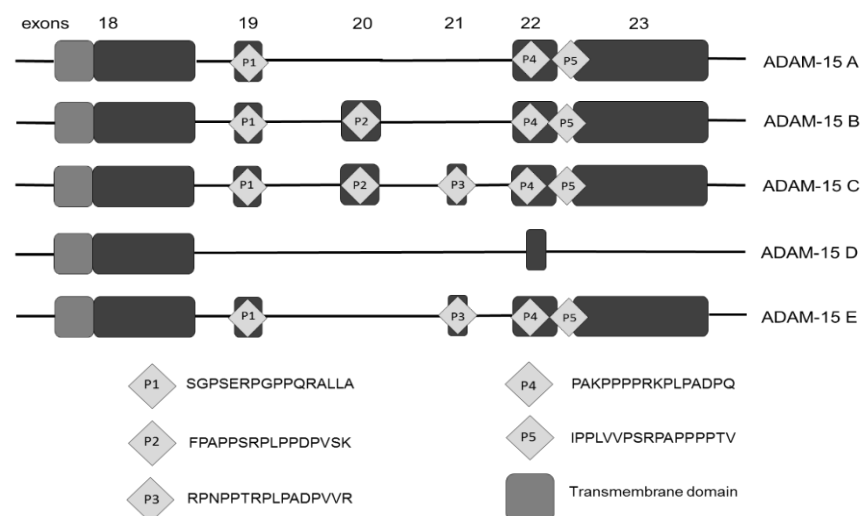 exons 18 19 20 21 22 23
P1 P4 P5 ADAM-15 A
P1 P2 P4 P5 ADAM-15 B
P1 P2 P3 P4 P5 ADAM-15 C
ADAM-15 D
P1 P3 P4 P5 ADAM-15 E
P1 SGPSERPGPPQRALLA P4 PAKPPPPRKPLPADPQ
P2 FPAPPSRPLPPDPVSK P5 IPPLVVPSRPAPPPPTV
P3 RPNPPTRPLPADPVVR Transmembrane domain